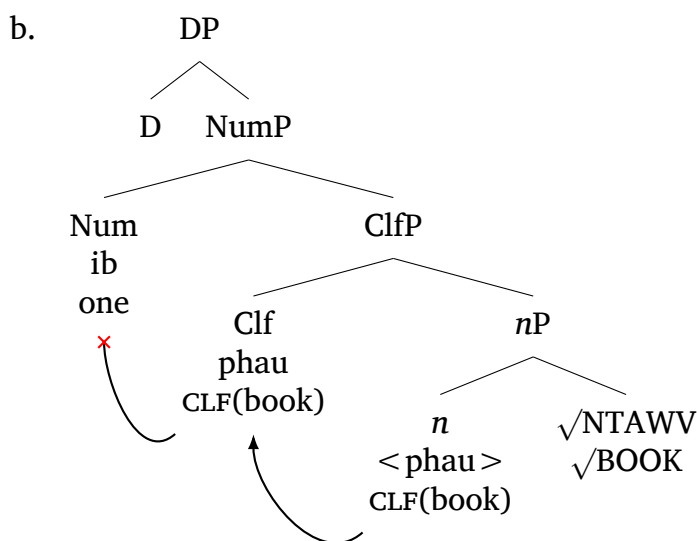 b.
DP
D NumP
Num ClfP
ib
one
Clf nP
phau
CLF(book)
n √NTAWV
<phau> √BOOK
CLF(book)